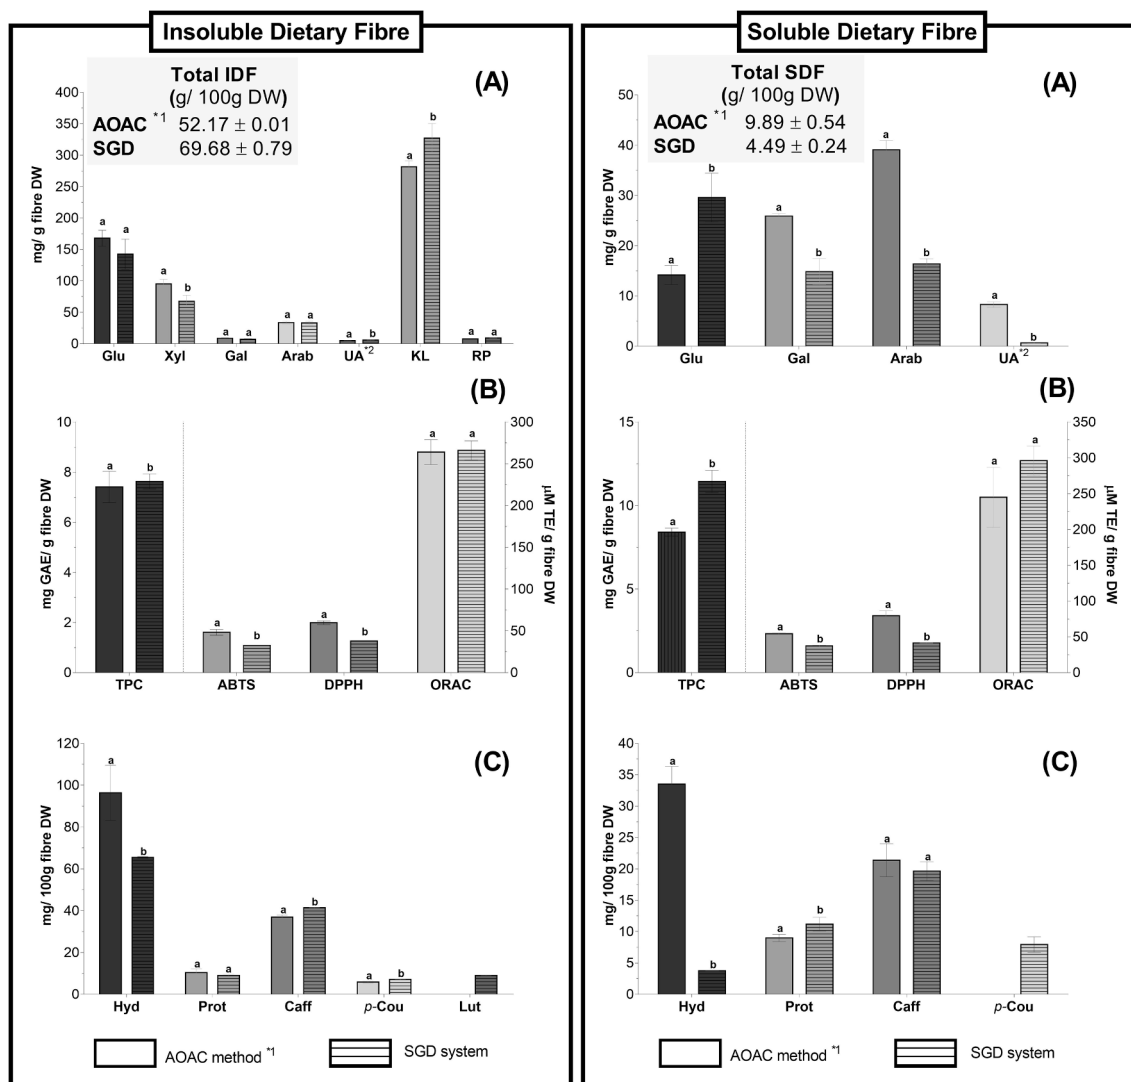 Insoluble Dietary Fibre
(A)
Total IDF
(g/ 100g DW)
AOAC *1 52.17 ± 0.01
SGD 69.68 ± 0.79
mg/ g fibre DW
400
350
300
250
200
150
100
50
0
a a a b a a a a a b a b a a
Glu Xyl Gal Arab UA*2 KL RP
(B)
mg GAE/ g fibre DW
10
8
6
4
2
0
a b a b a b a a
300
250
200
150
100
50
0
µM TE/ g fibre DW
TPC ABTS DPPH ORAC
(C)
mg/ 100g fibre DW
120
100
80
60
40
20
0
a b a a a b a b
Hyd Prot Caff p-Cou Lut
AOAC method *1 SGD system
Soluble Dietary Fibre
(A)
Total SDF
(g/ 100g DW)
AOAC *1 9.89 ± 0.54
SGD 4.49 ± 0.24
mg/ g fibre DW
50
40
30
20
10
0
a b a b a b a b
Glu Gal Arab UA*2
(B)
mg GAE/ g fibre DW
15
10
5
0
a b a b a b a a
350
300
250
200
150
100
50
0
µM TE/ g fibre DW
TPC ABTS DPPH ORAC
(C)
mg/ 100g fibre DW
40
35
30
25
20
15
10
5
0
a b a b a a
Hyd Prot Caff p-Cou
AOAC method *1 SGD system